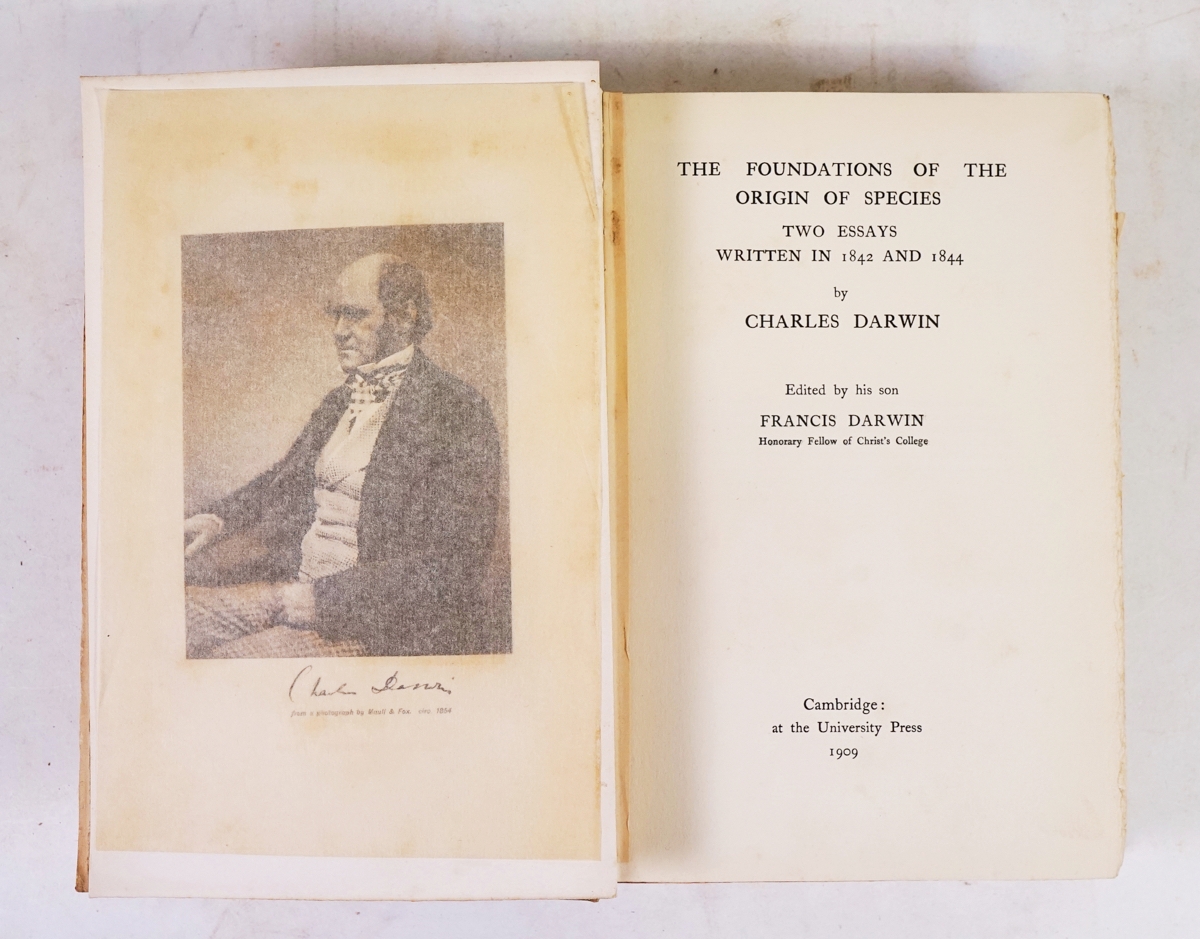 Charles Darwin
from a photograph by Maull & Fox circ. 1854
THE FOUNDATIONS OF THE
ORIGIN OF SPECIES
TWO ESSAYS
WRITTEN IN 1842 AND 1844
by
CHARLES DARWIN
Edited by his son
FRANCIS DARWIN
Honorary Fellow of Christ's College
Cambridge:
at the University Press
1909